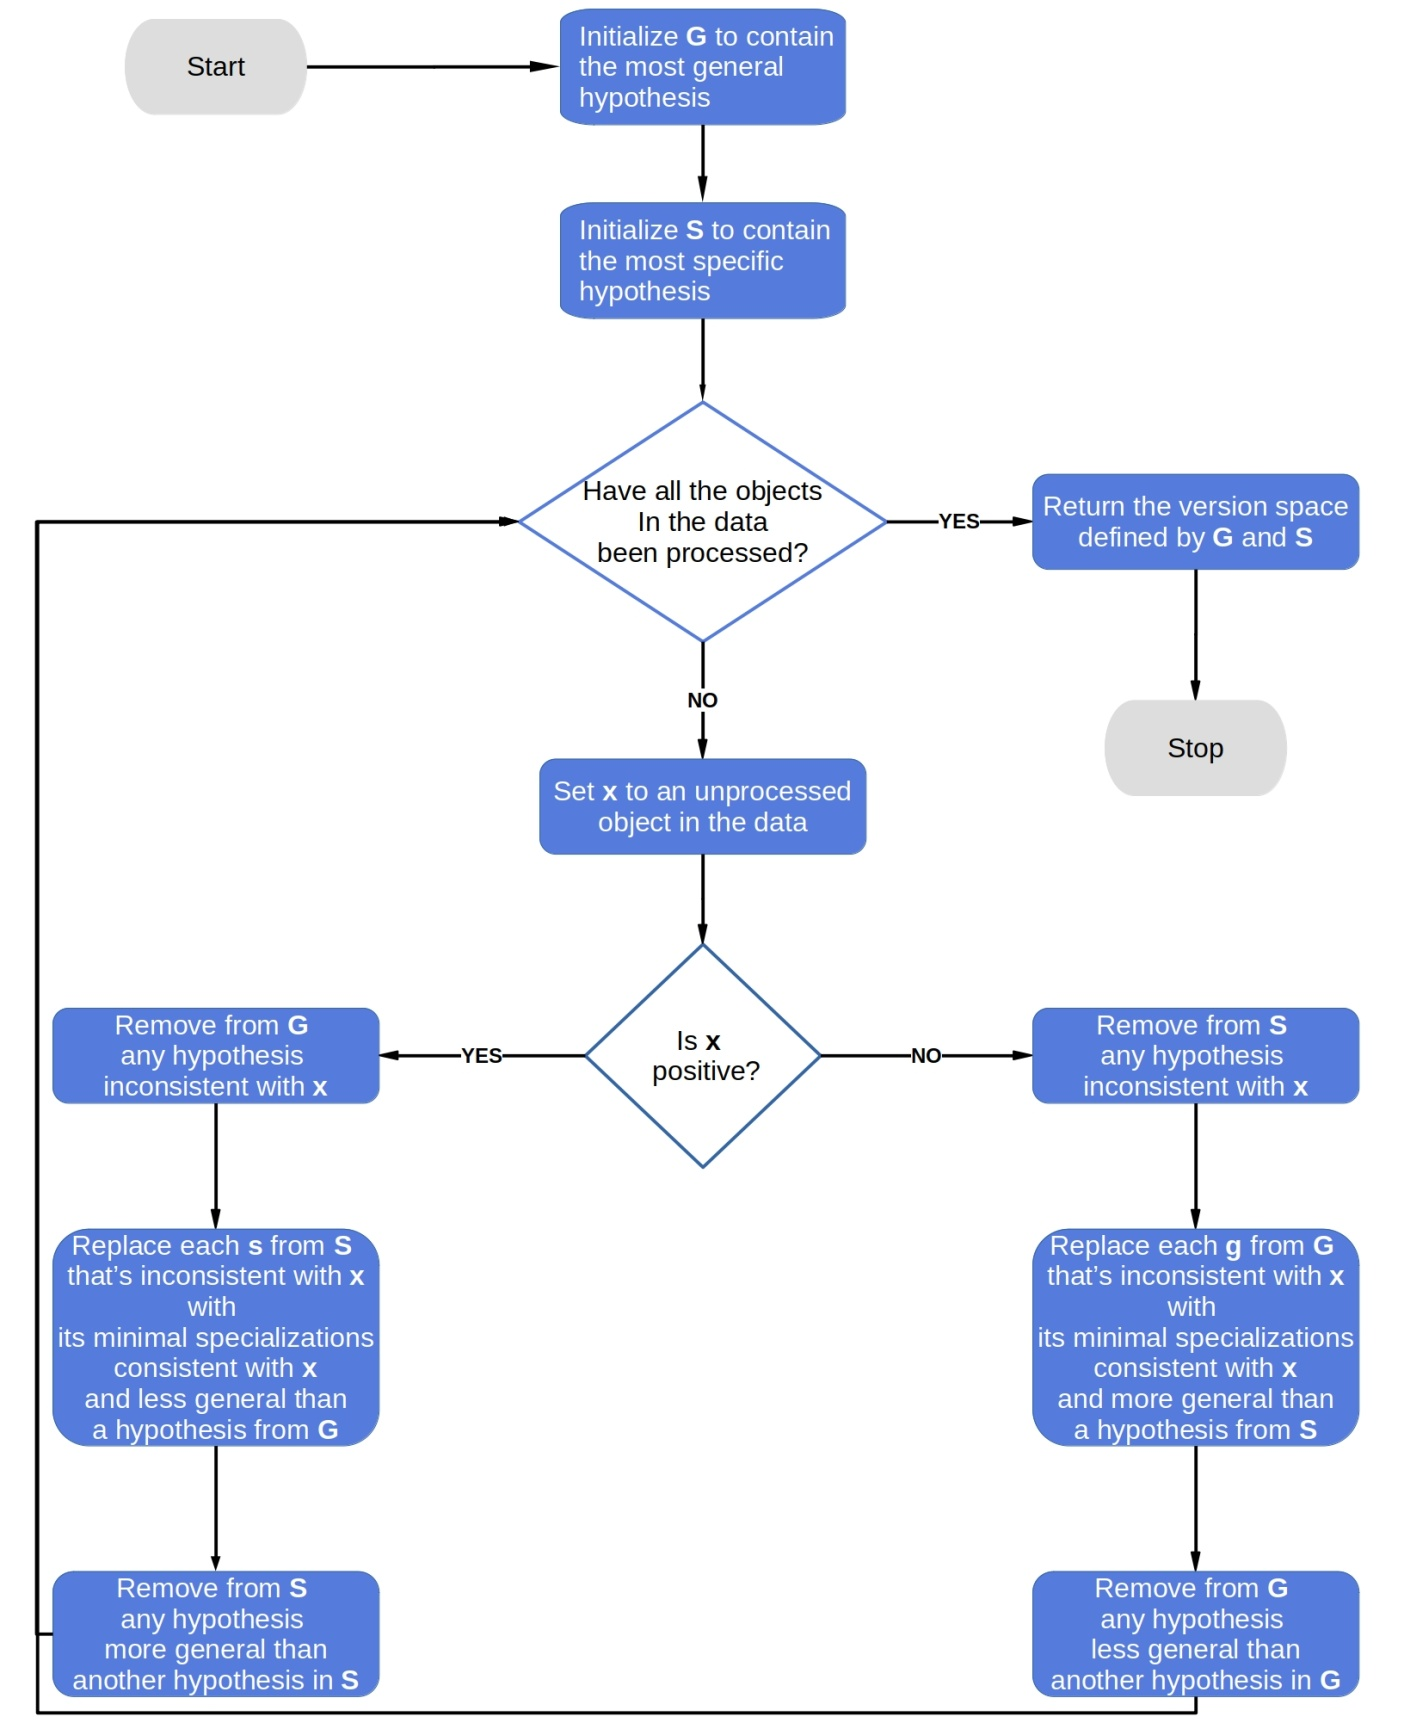 Start
Initialize G to contain
the most general
hypothesis
Initialize S to contain
the most specific
hypothesis
Have all the objects
In the data
been processed?
YES
Return the version space
defined by G and S
NO
Stop
Set x to an unprocessed
object in the data
Is x
positive?
YES
NO
Remove from G
any hypothesis
inconsistent with x
Remove from S
any hypothesis
inconsistent with x
Replace each s from S
that’s inconsistent with x
with
its minimal specializations
consistent with x
and less general than
a hypothesis from G
Replace each g from G
that’s inconsistent with x
with
its minimal specializations
consistent with x
and more general than
a hypothesis from S
Remove from S
any hypothesis
more general than
another hypothesis in S
Remove from G
any hypothesis
less general than
another hypothesis in G